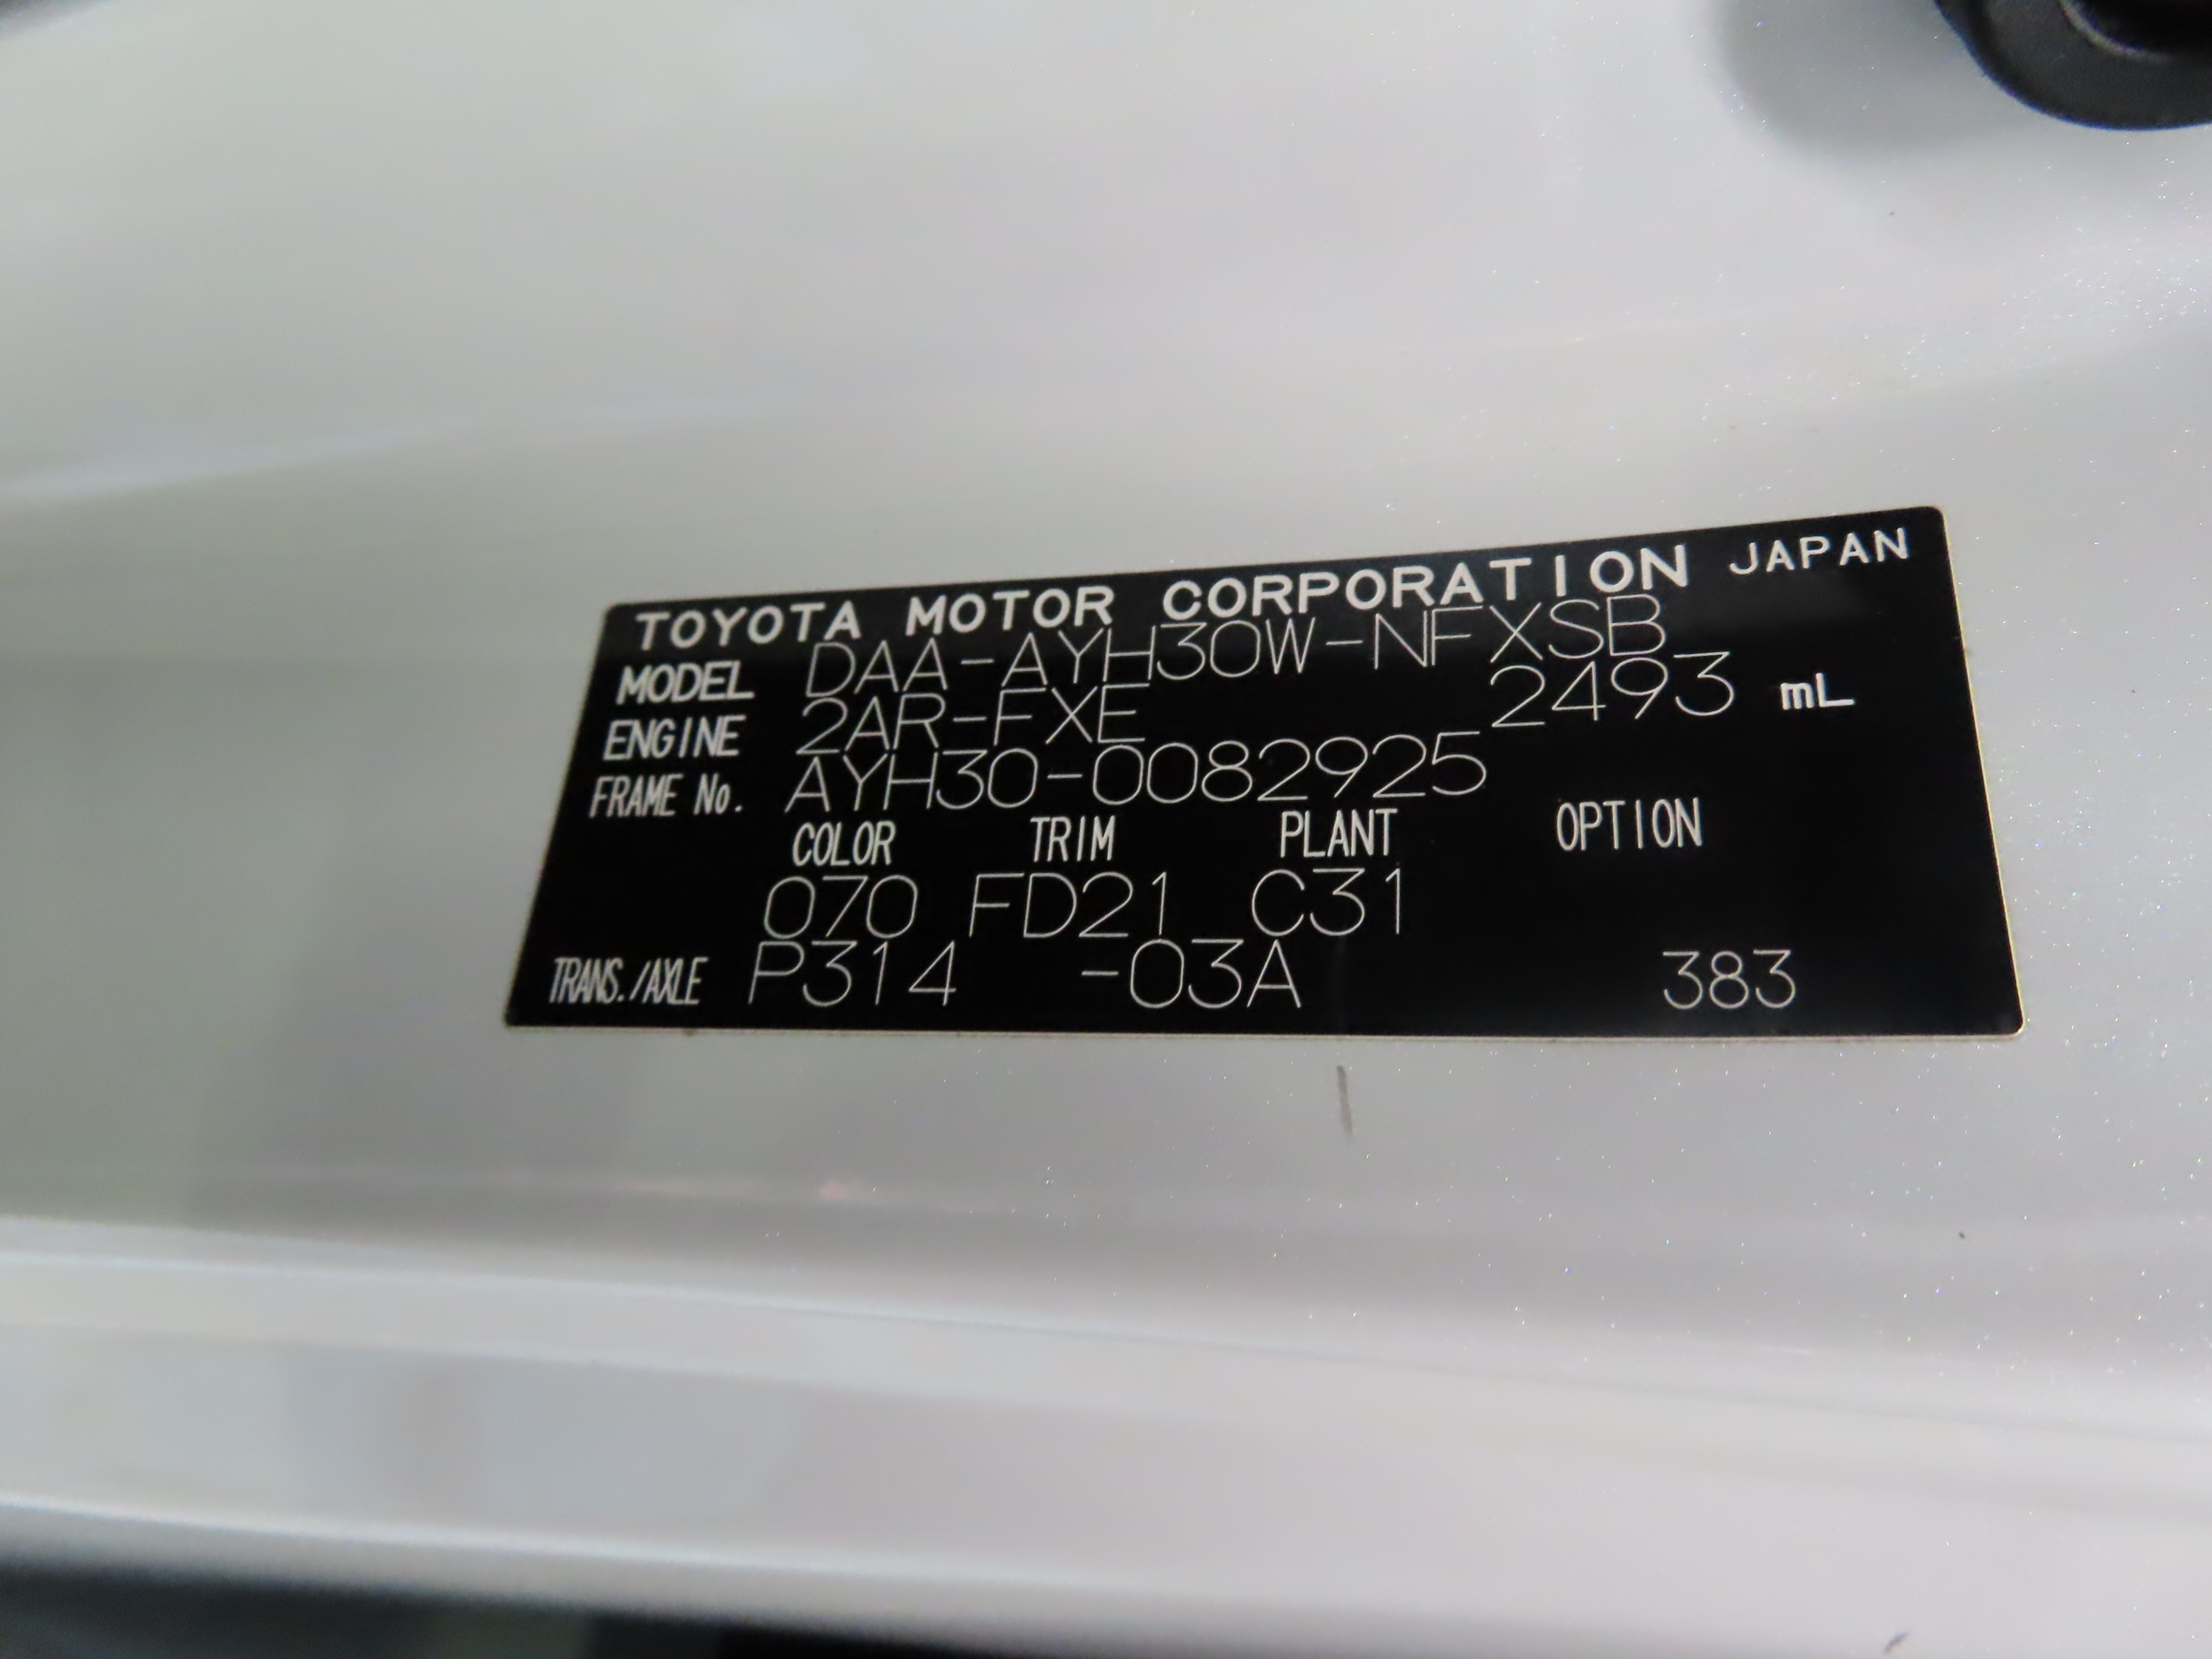 TOYOTA MOTOR CORPORATION JAPAN
MODEL DAA-AYH30W-NFXSB
ENGINE 2AR-FXE 2493 mL
FRAME No. AYH30-0082925
COLOR TRIM PLANT OPTION
070 FD21 C31
TRANS./AXLE P314 -03A 383